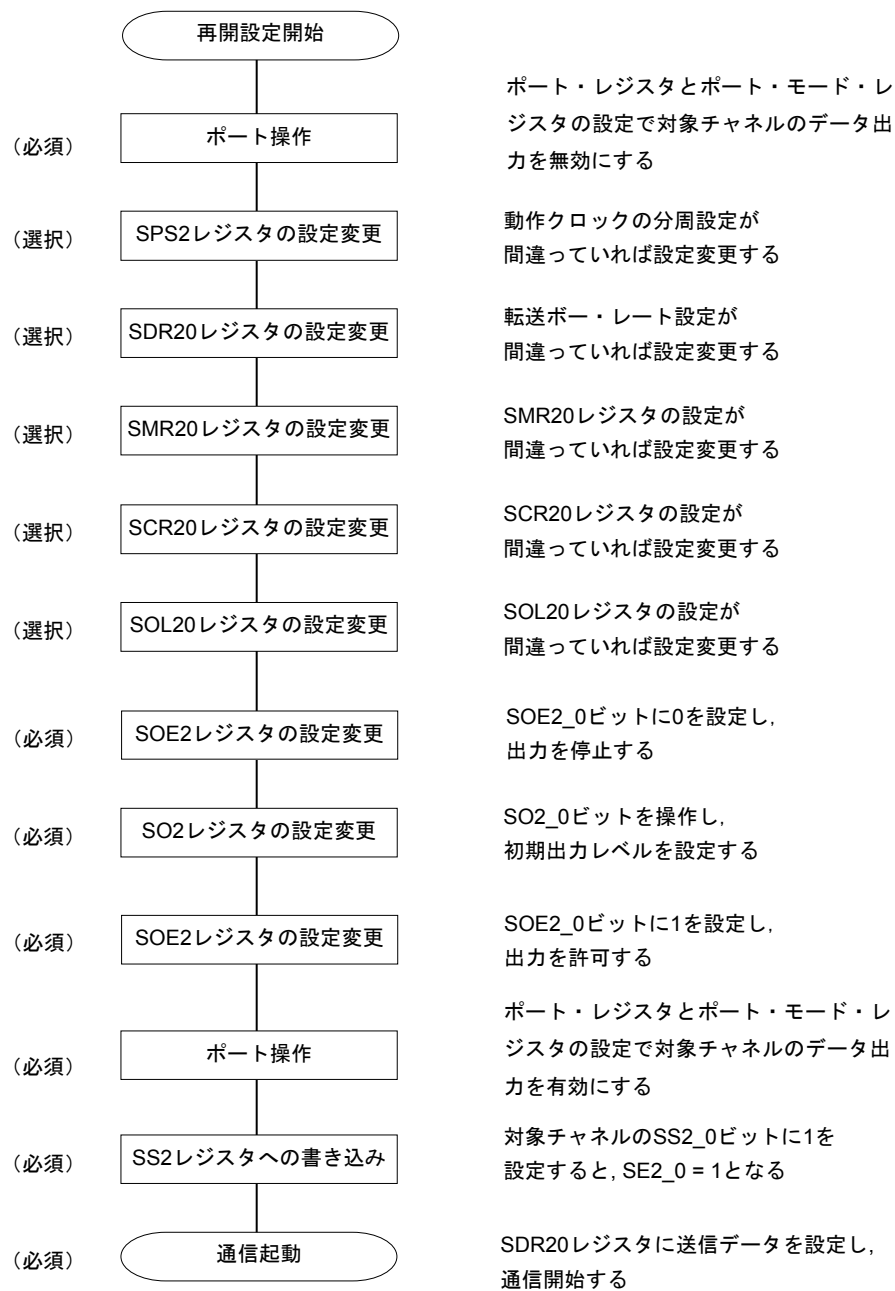 再開設定開始
（必須）
ポート操作
ポート・レジスタとポート・モード・レ
ジスタの設定で対象チャネルのデータ出
力を無効にする
（選択）
SPS2レジスタの設定変更
動作クロックの分周設定が
間違っていれば設定変更する
（選択）
SDR20レジスタの設定変更
転送ボー・レート設定が
間違っていれば設定変更する
（選択）
SMR20レジスタの設定変更
SMR20レジスタの設定が
間違っていれば設定変更する
（選択）
SCR20レジスタの設定変更
SCR20レジスタの設定が
間違っていれば設定変更する
（選択）
SOL20レジスタの設定変更
SOL20レジスタの設定が
間違っていれば設定変更する
（必須）
SOE2レジスタの設定変更
SOE2_0ビットに0を設定し,
出力を停止する
（必須）
SO2レジスタの設定変更
SO2_0ビットを操作し,
初期出力レベルを設定する
（必須）
SOE2レジスタの設定変更
SOE2_0ビットに1を設定し,
出力を許可する
（必須）
ポート操作
ポート・レジスタとポート・モード・レ
ジスタの設定で対象チャネルのデータ出
力を有効にする
（必須）
SS2レジスタへの書き込み
対象チャネルのSS2_0ビットに1を
設定すると, SE2_0 = 1となる
（必須）
通信起動
SDR20レジスタに送信データを設定し,
通信開始する